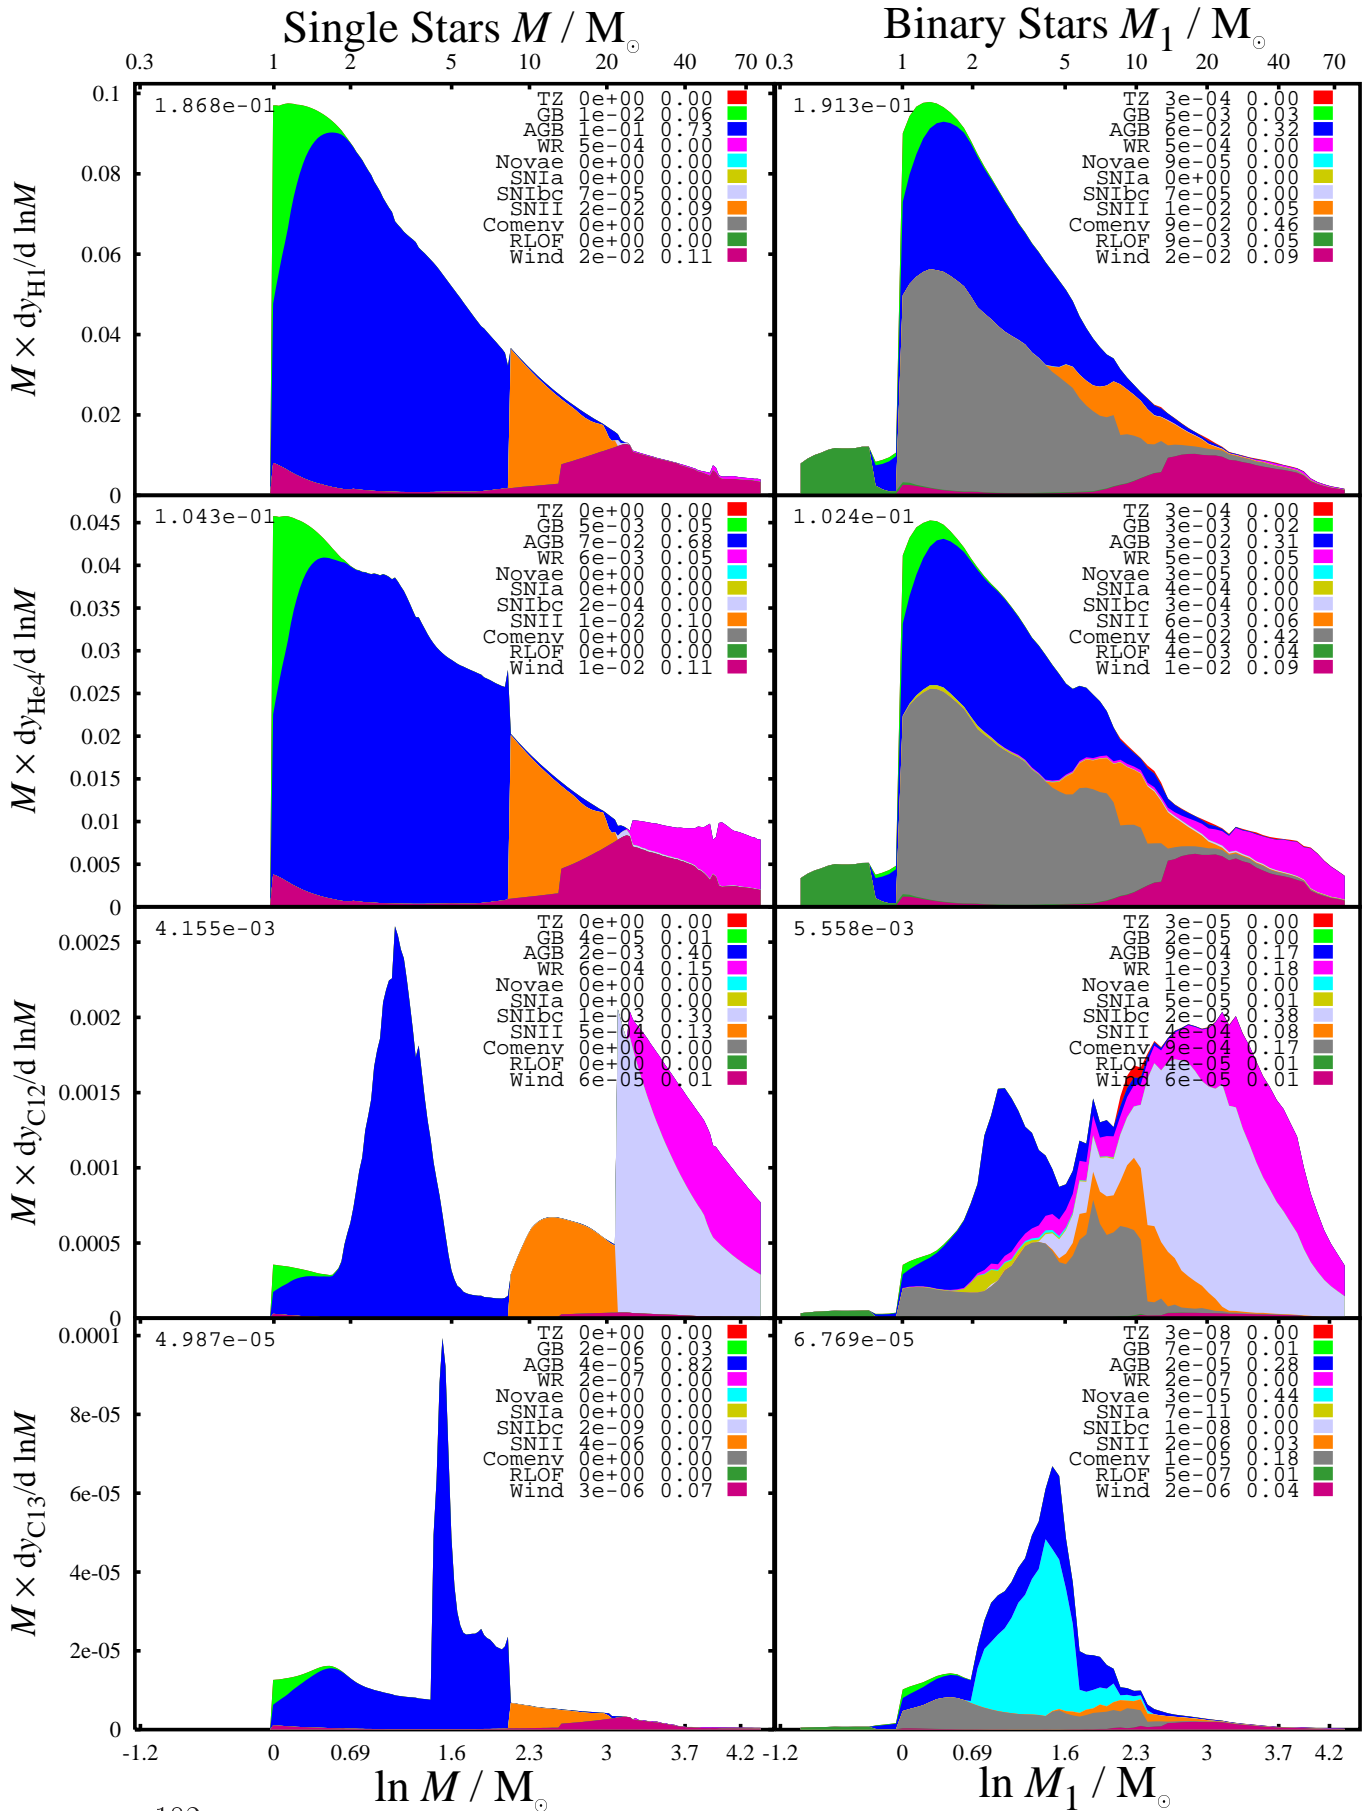 Single Stars M / M☉
Binary Stars M1 / M☉
0.3 1 2 5 10 20 40 70 0.3 1 2 5 10 20 40 70
M × dyH1/d lnM
0.1
0.08
0.06
0.04
0.02
0
1.868e-01
TZ 0e+00 0.00
GB 1e-02 0.06
AGB 1e-01 0.73
WR 5e-04 0.00
Novae 0e+00 0.00
SNIa 0e+00 0.00
SNIbc 7e-05 0.00
SNII 2e-02 0.09
Comenv 0e+00 0.00
RLOF 0e+00 0.00
Wind 2e-02 0.11
1.913e-01
TZ 3e-04 0.00
GB 5e-03 0.03
AGB 6e-02 0.32
WR 5e-04 0.00
Novae 9e-05 0.00
SNIa 0e+00 0.00
SNIbc 7e-05 0.00
SNII 1e-02 0.05
Comenv 9e-02 0.46
RLOF 9e-03 0.05
Wind 2e-02 0.09
M × dyHe4/d lnM
0.045
0.04
0.035
0.03
0.025
0.02
0.015
0.01
0.005
0
1.043e-01
TZ 0e+00 0.00
GB 5e-03 0.05
AGB 7e-02 0.68
WR 6e-03 0.05
Novae 0e+00 0.00
SNIa 0e+00 0.00
SNIbc 2e-04 0.00
SNII 1e-02 0.10
Comenv 0e+00 0.00
RLOF 0e+00 0.00
Wind 1e-02 0.11
1.024e-01
TZ 3e-04 0.00
GB 3e-03 0.02
AGB 3e-02 0.31
WR 5e-03 0.05
Novae 3e-05 0.00
SNIa 4e-04 0.00
SNIbc 3e-04 0.00
SNII 6e-03 0.06
Comenv 4e-02 0.42
RLOF 4e-03 0.04
Wind 1e-02 0.09
M × dyC12/d lnM
0.0025
0.002
0.0015
0.001
0.0005
0
4.155e-03
TZ 0e+00 0.00
GB 4e-05 0.01
AGB 2e-03 0.40
WR 6e-04 0.15
Novae 0e+00 0.00
SNIa 0e+00 0.00
SNIbc 1e-03 0.30
SNII 5e-04 0.13
Comenv 0e+00 0.00
RLOF 0e+00 0.00
Wind 6e-05 0.01
5.558e-03
TZ 3e-05 0.00
GB 2e-05 0.00
AGB 9e-04 0.17
WR 1e-03 0.18
Novae 1e-05 0.00
SNIa 5e-05 0.01
SNIbc 2e-03 0.38
SNII 4e-04 0.08
Comenv 9e-04 0.17
RLOF 4e-05 0.01
Wind 6e-05 0.01
M × dyC13/d lnM
0.0001
8e-05
6e-05
4e-05
2e-05
0
4.987e-05
TZ 0e+00 0.00
GB 2e-06 0.03
AGB 4e-05 0.82
WR 2e-07 0.00
Novae 0e+00 0.00
SNIa 0e+00 0.00
SNIbc 2e-09 0.00
SNII 4e-06 0.07
Comenv 0e+00 0.00
RLOF 0e+00 0.00
Wind 3e-06 0.07
6.769e-05
TZ 3e-08 0.00
GB 7e-07 0.01
AGB 2e-05 0.28
WR 2e-07 0.00
Novae 3e-05 0.44
SNIa 7e-11 0.00
SNIbc 1e-08 0.00
SNII 2e-06 0.03
Comenv 1e-05 0.18
RLOF 5e-07 0.01
Wind 2e-06 0.04
-1.2 0 0.69 1.6 2.3 3 3.7 4.2 -1.2 0 0.69 1.6 2.3 3 3.7 4.2
ln M / M☉
ln M1 / M☉